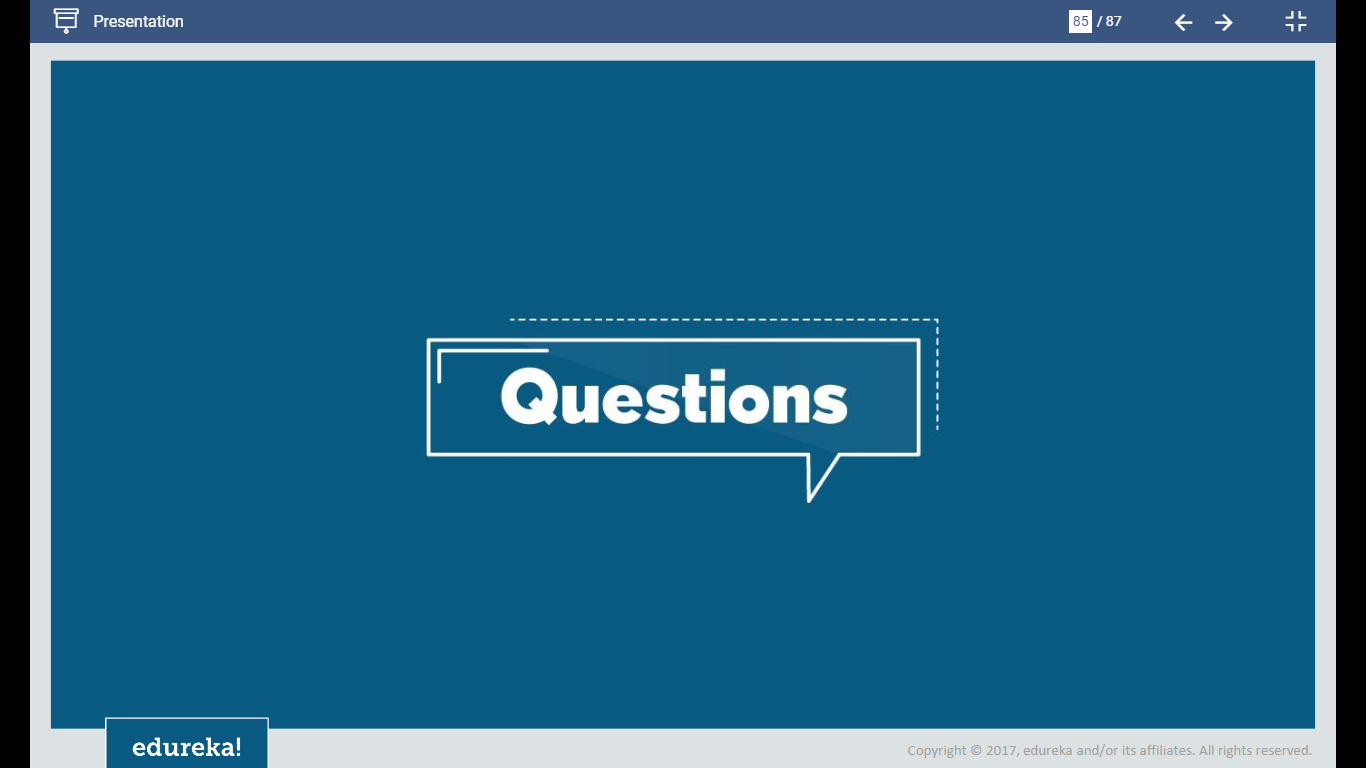 Presentation
85 / 87
Questions
edureka!
Copyright © 2017, edureka and/or its affiliates. All rights reserved.